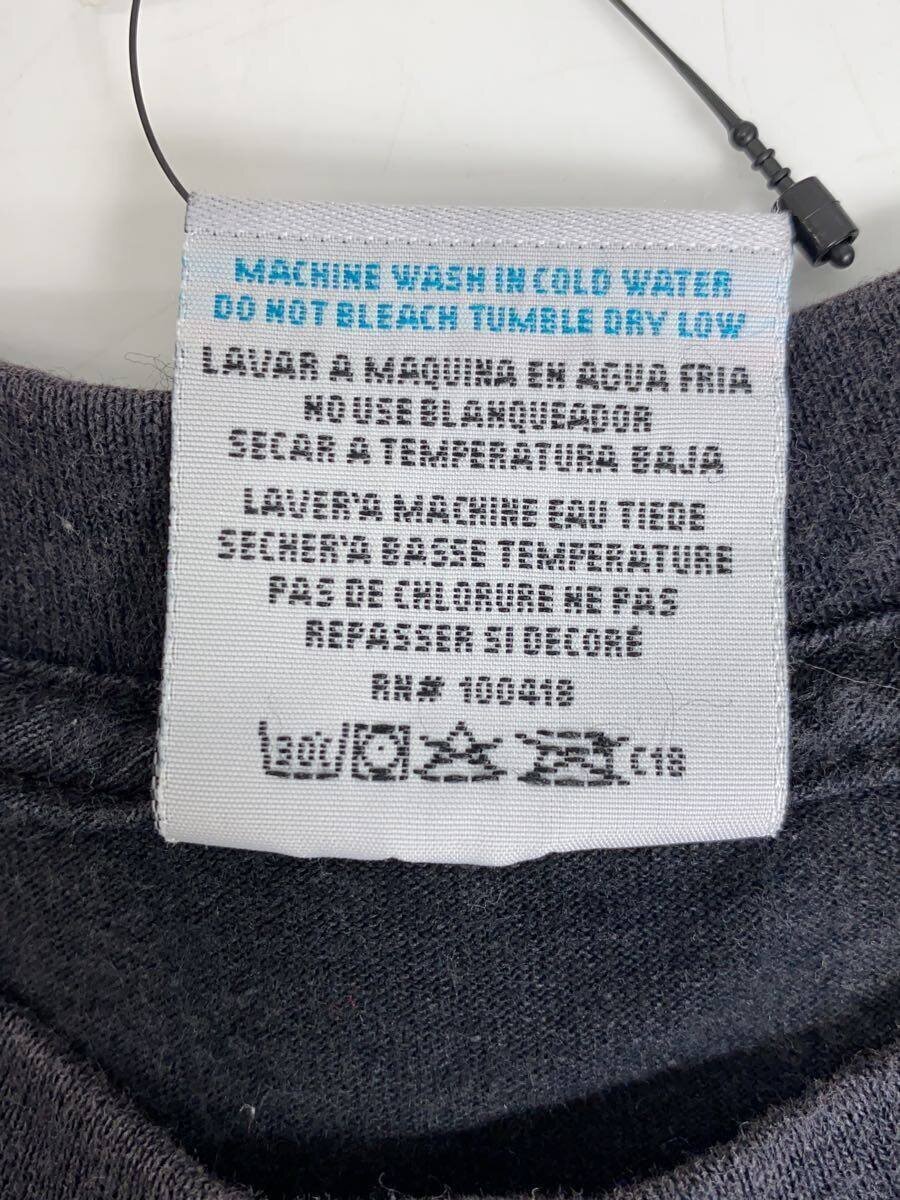 MACHINE WASH IN COLD WATER
DO NOT BLEACH TUMBLE DRY LOW
LAVAR A MAQUINA EN AGUA FRIA
NO USE BLANQUEADOR
SECAR A TEMPERATURA BAJA
LAVER'A MACHINE EAU TIEDE
SECHER'A BASSE TEMPERATURE
PAS DE CHLORURE NE PAS
REPASSER SI DECORÉ
RN# 100418
30°C C18